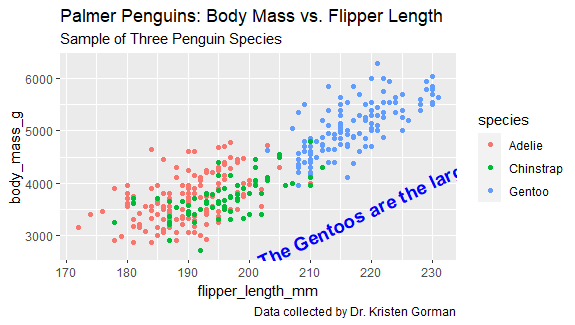 Palmer Penguins: Body Mass vs. Flipper Length
Sample of Three Penguin Species
body_mass_g
6000
5000
4000
3000
The Gentoos are the
170
180
190
200
210
220
230
flipper_length_mm
species
Adelie
Chinstrap
Gentoo
Data collected by Dr. Kristen Gorman